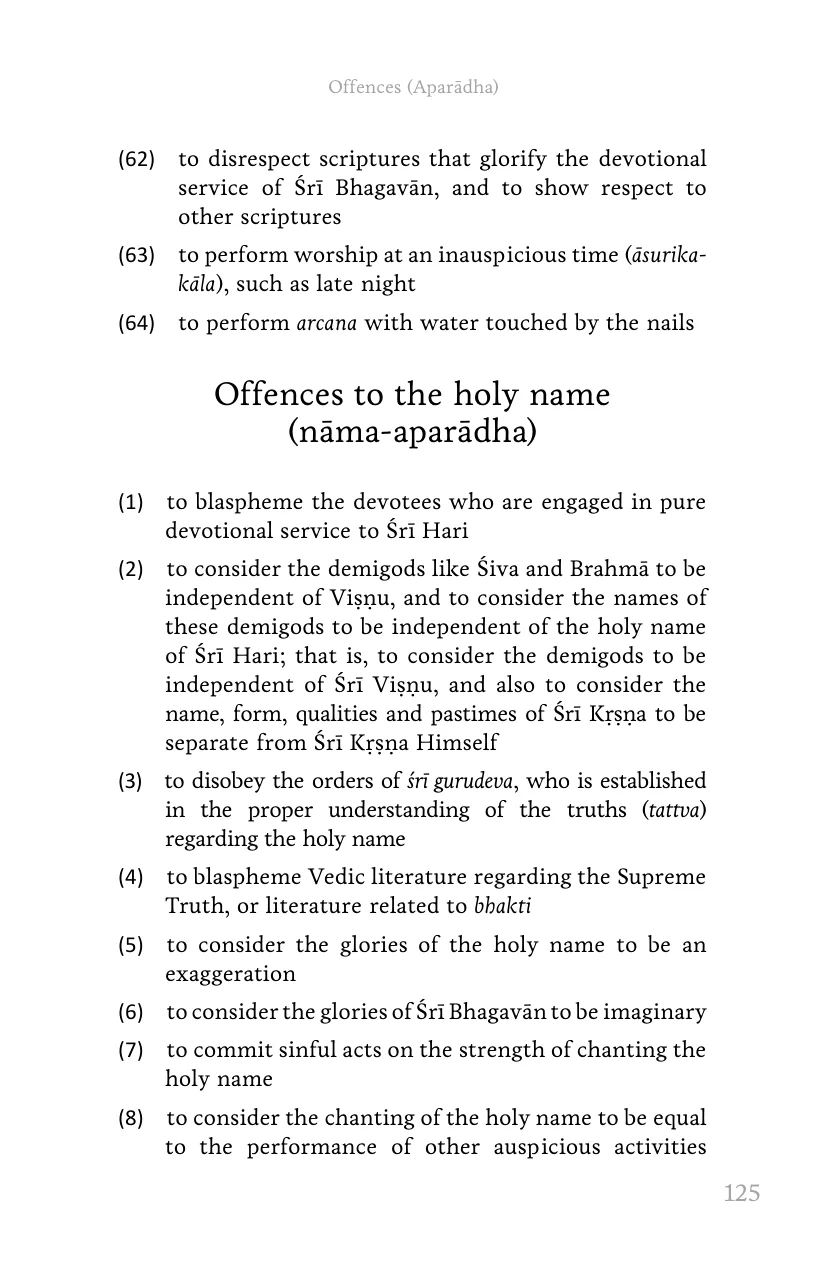 Offences (Aparādha)
(62) to disrespect scriptures that glorify the devotional
service of Śrī Bhagavān, and to show respect to
other scriptures
(63) to perform worship at an inauspicious time (āsurika-
kāla), such as late night
(64) to perform arcana with water touched by the nails
Offences to the holy name
(nāma-aparādha)
(1) to blaspheme the devotees who are engaged in pure
devotional service to Śrī Hari
(2) to consider the demigods like Śiva and Brahmā to be
independent of Viṣṇu, and to consider the names of
these demigods to be independent of the holy name
of Śrī Hari; that is, to consider the demigods to be
independent of Śrī Viṣṇu, and also to consider the
name, form, qualities and pastimes of Śrī Kṛṣṇa to be
separate from Śrī Kṛṣṇa Himself
(3) to disobey the orders of śrī gurudeva, who is established
in the proper understanding of the truths (tattva)
regarding the holy name
(4) to blaspheme Vedic literature regarding the Supreme
Truth, or literature related to bhakti
(5) to consider the glories of the holy name to be an
exaggeration
(6) to consider the glories of Śrī Bhagavān to be imaginary
(7) to commit sinful acts on the strength of chanting the
holy name
(8) to consider the chanting of the holy name to be equal
to the performance of other auspicious activities
125